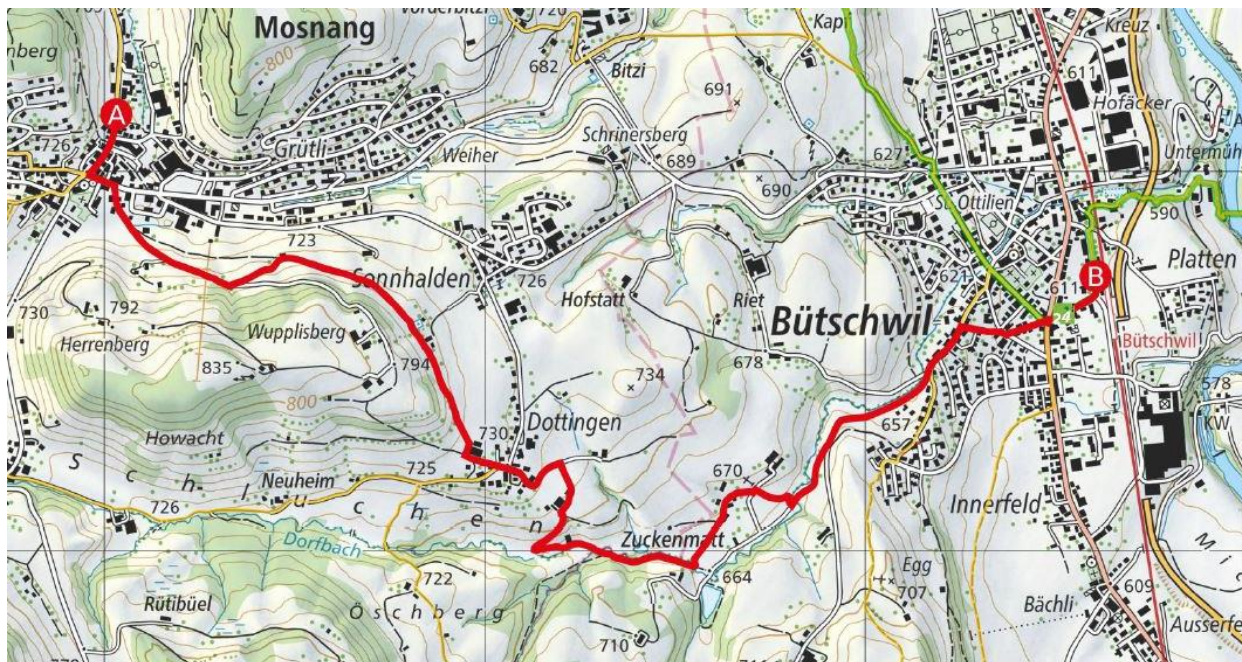 Mosnang
720
Kapf
Kreuz
800
682
Bitzi
691
611
Hofäcker
A
726
Grütli
Weiher
Schrinersberg
689
627
690
St. Ottilien
590
723
Sonnhalden
726
Hofstatt
Riet
621
611
B
Platten
730
792
Herrenberg
Wupplisberg
794
835
Bütschwil
24
Bütschwil
678
734
800
578
KW
Howacht
730
Dottingen
657
Schluchen
Neuheim
725
670
Innerfeld
726
Dorfbach
Zuckenmatt
722
664
Egg
707
Rütibüel
Öschberg
609
Bächli
710